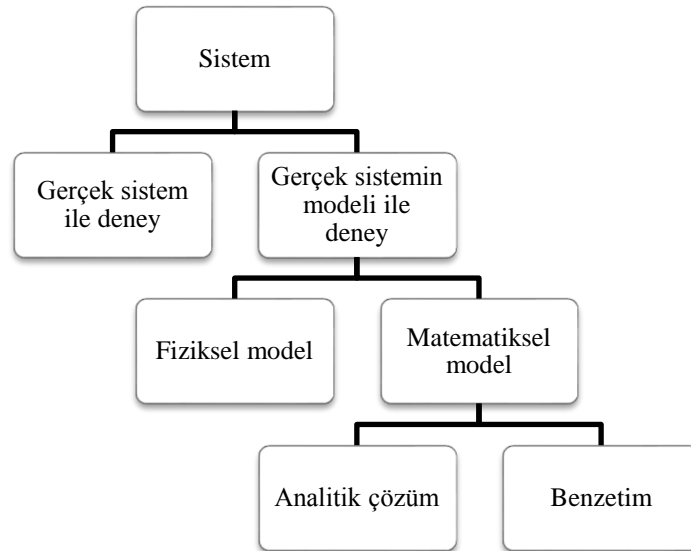 Sistem
Gerçek sistem
ile deney
Gerçek sistemin
modeli ile
deney
Fiziksel model
Matematiksel
model
Analitik çözüm
Benzetim